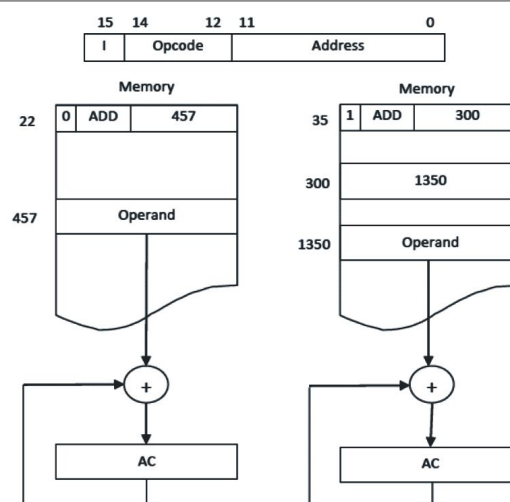 15 14 12 11 0
I Opcode Address
Memory
22 0 ADD 457
457 Operand
+
AC
Memory
35 1 ADD 300
300 1350
1350 Operand
+
AC